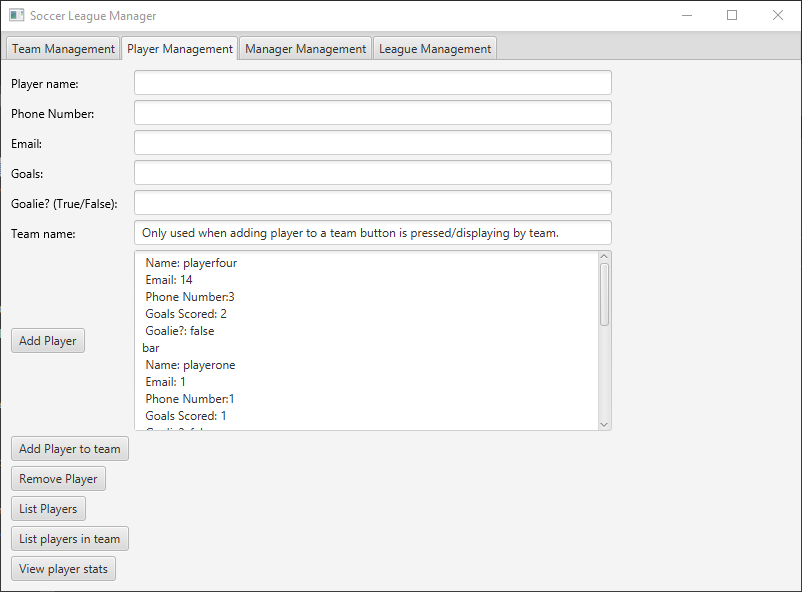 Soccer League Manager
Team Management
Player Management
Manager Management
League Management
Player name:
Phone Number:
Email:
Goals:
Goalie? (True/False):
Team name:
Only used when adding player to a team button is pressed/displaying by team.
Name: playerfour
Email: 14
Phone Number:3
Goals Scored: 2
Goalie?: false
bar
Name: playerone
Email: 1
Phone Number:1
Goals Scored: 1
Add Player
Add Player to team
Remove Player
List Players
List players in team
View player stats